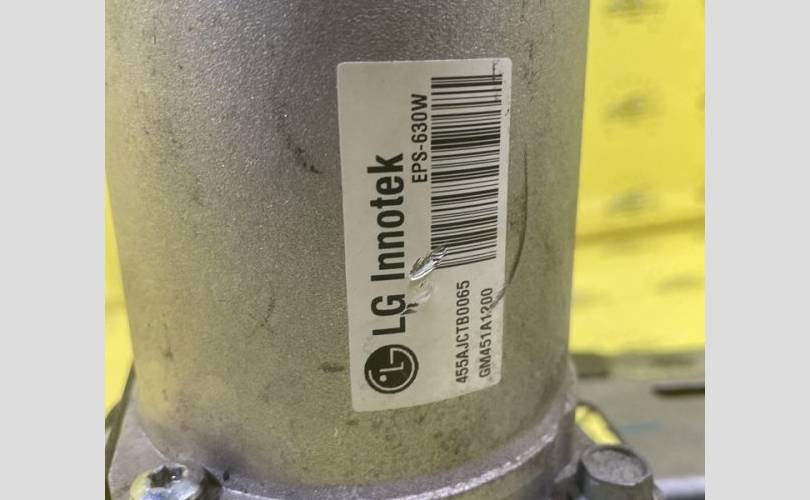 LG Innotek
EPS-630W
455AJCTB0065
GM451A1200